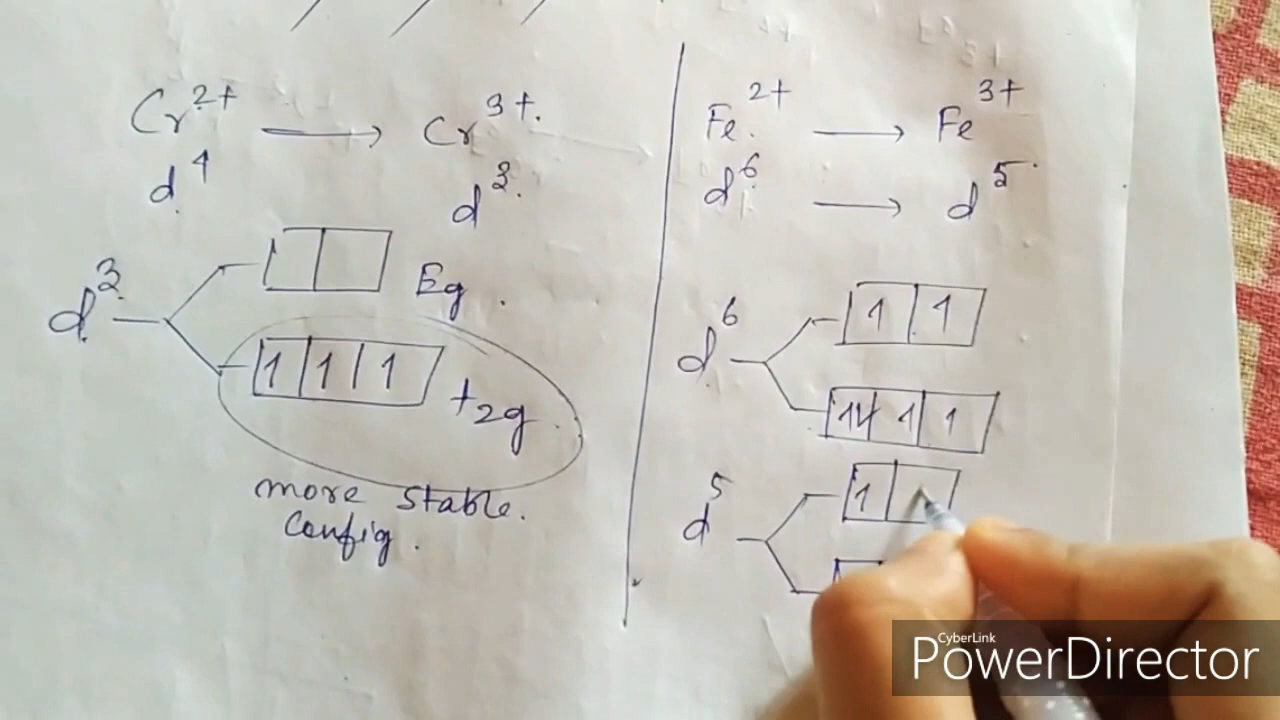 Cr²⁺ ⟶ Cr³⁺.
d⁴ d³.
d³
Eg.
1 1 1 t₂g.
more stable.
Config.
Fe²⁺ ⟶ Fe³⁺
d⁶ ⟶ d⁵
1 1
d⁶
1↿ 1 1
d⁵
1
CyberLink
PowerDirector